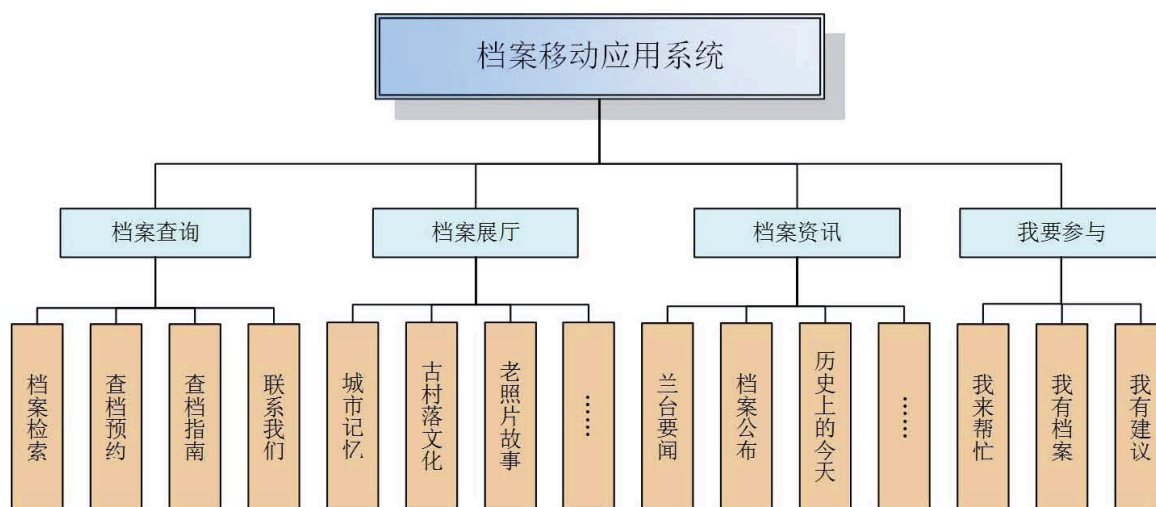 档案移动应用系统
档案查询
档案展厅
档案资讯
我要参与
档案检索
查档预约
查档指南
联系我们
城市记忆
古村落文化
老照片故事
……
兰台要闻
档案公布
历史上的今天
……
我来帮忙
我有档案
我有建议